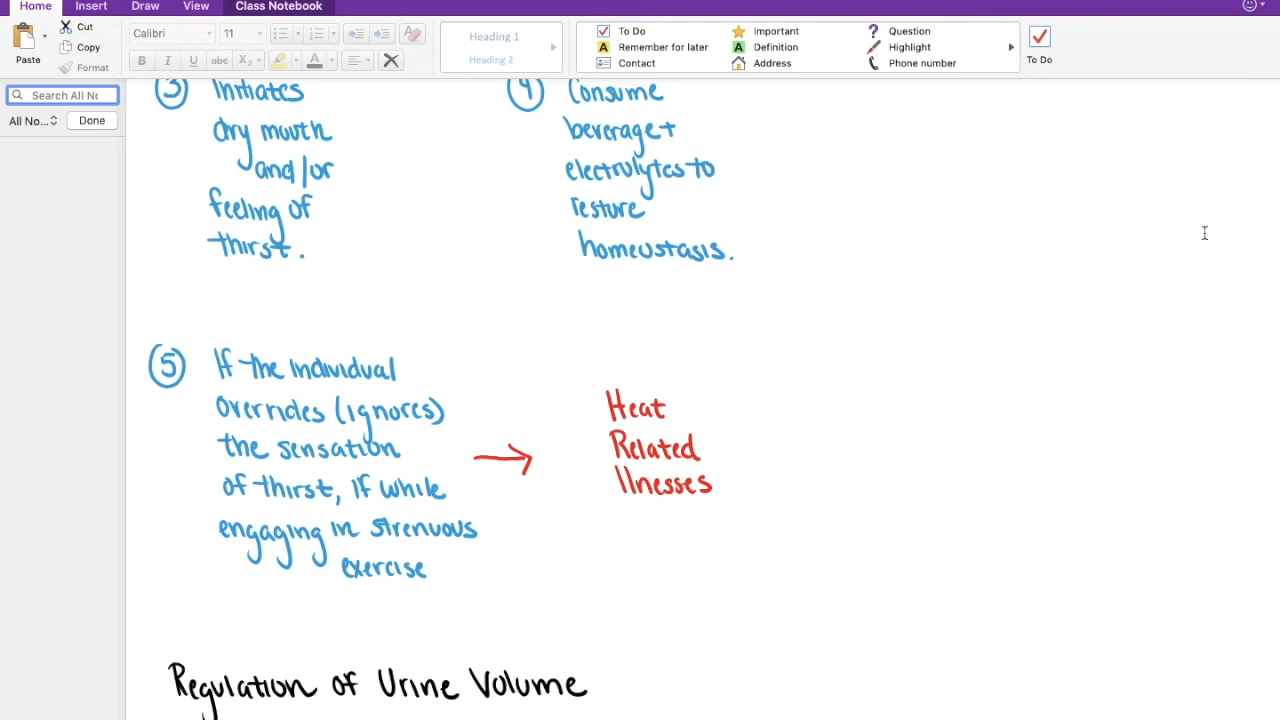 Home Insert Draw View Class Notebook
Paste
Cut
Copy
Format
Calibri 11
B I U abc X2 A
Heading 1
Heading 2
To Do Important Question
Remember for later Definition Highlight
Contact Address Phone number
To Do
Search All No
All No... Done
3 Initiates
dry mouth
and/or
feeling of
thirst.
4 Consume
beverage +
electrolytes to
restore
homeostasis.
5 If the individual
overrides (ignores)
the sensation
of thirst, if while
engaging in strenuous
exercise
→ Heat
Related
Ilnesses
Regulation of Urine Volume